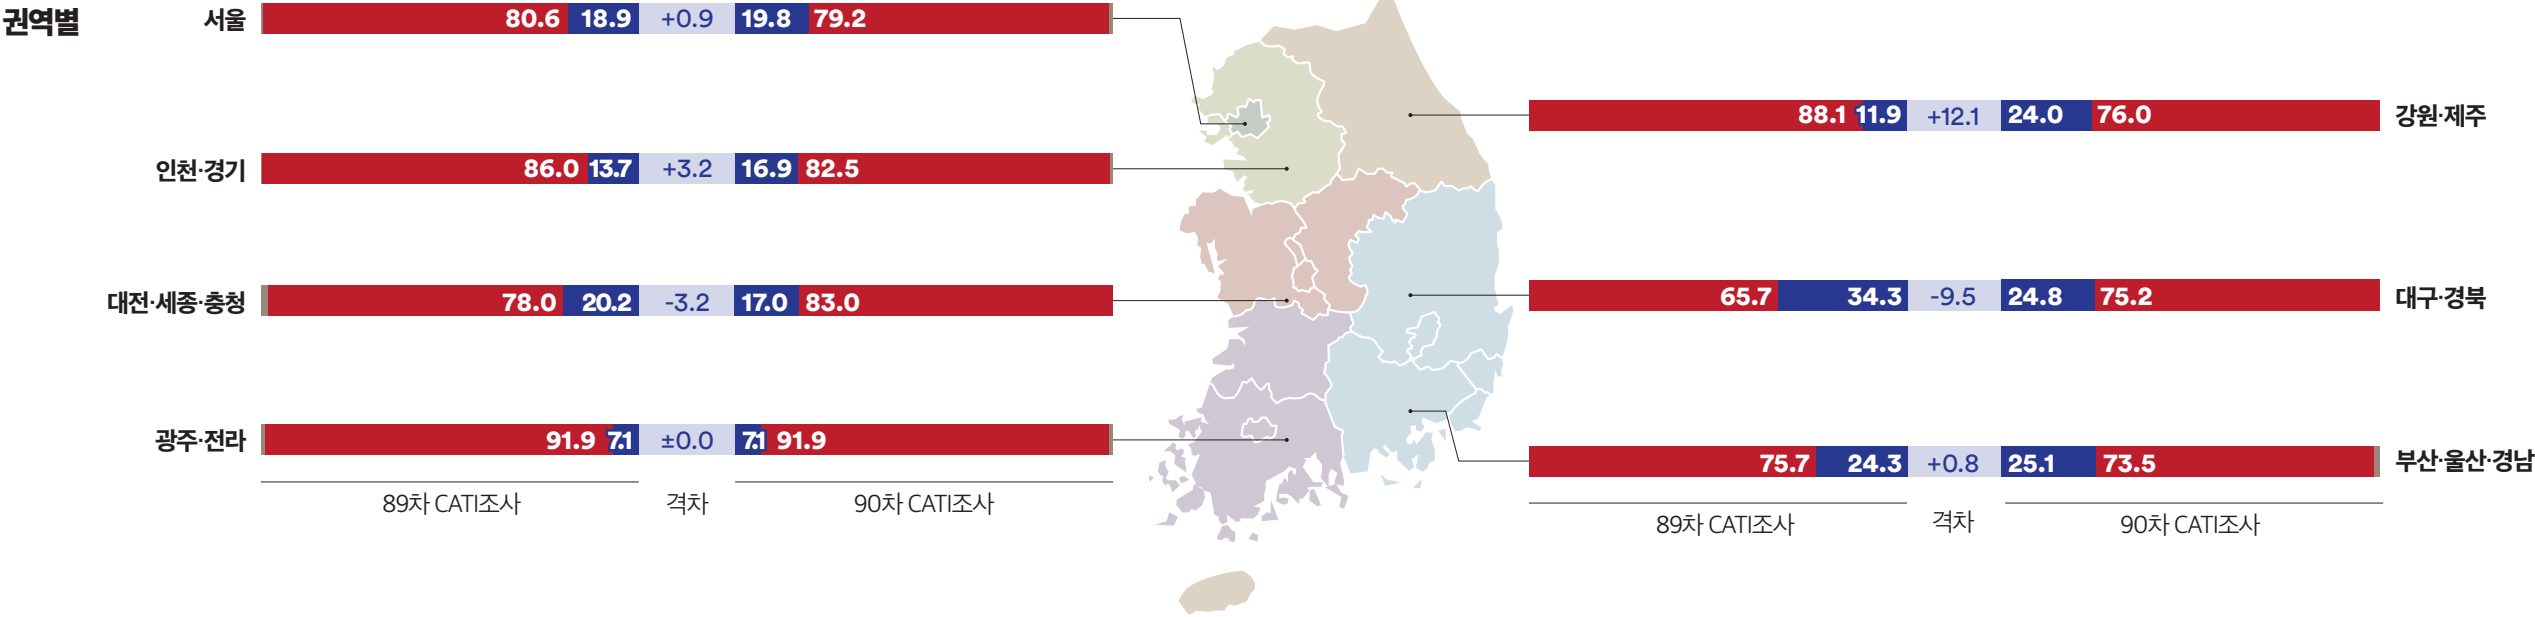 권역별
서울 80.6 18.9 +0.9 19.8 79.2
인천·경기 86.0 13.7 +3.2 16.9 82.5
대전·세종·충청 78.0 20.2 -3.2 17.0 83.0
광주·전라 91.9 7.1 ±0.0 7.1 91.9
89차 CATI조사 격차 90차 CATI조사
88.1 11.9 +12.1 24.0 76.0 강원·제주
65.7 34.3 -9.5 24.8 75.2 대구·경북
75.7 24.3 +0.8 25.1 73.5 부산·울산·경남
89차 CATI조사 격차 90차 CATI조사